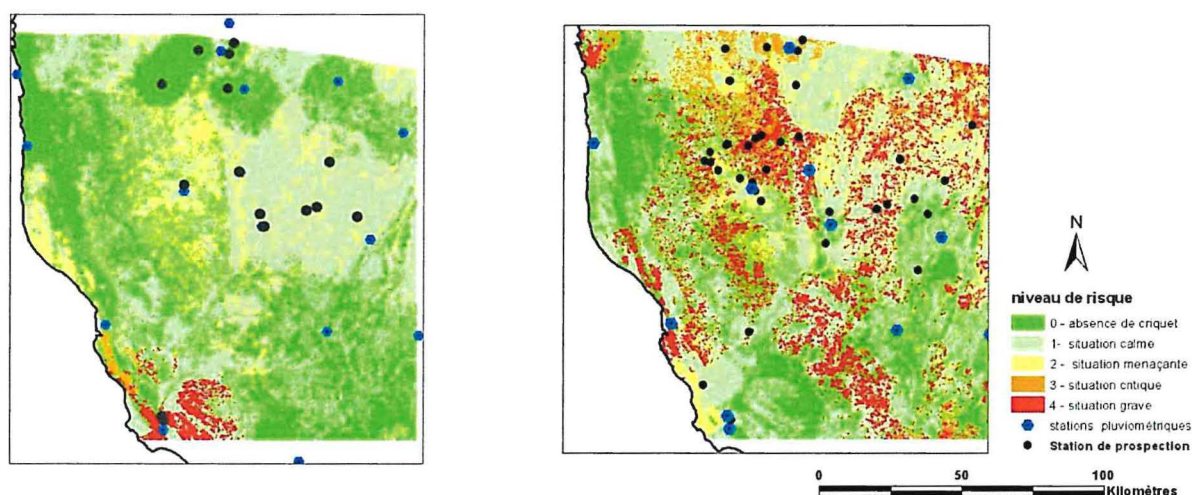 N
niveau de risque
0 - absence de criquet
1- situation calme
2 - situation menaçante
3 - situation critique
4 - situation grave
stations pluviométriques
Station de prospection
0 50 100
Kilomètres